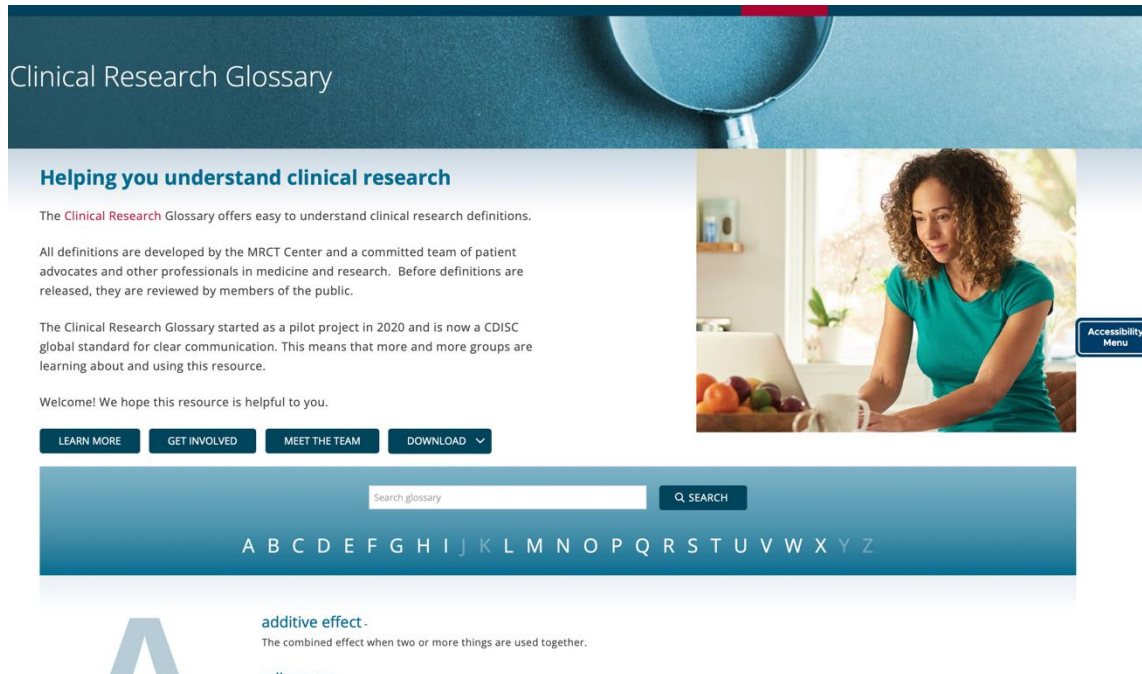 Clinical Research Glossary
Helping you understand clinical research
The Clinical Research Glossary offers easy to understand clinical research definitions.
All definitions are developed by the MRCT Center and a committed team of patient
advocates and other professionals in medicine and research. Before definitions are
released, they are reviewed by members of the public.
The Clinical Research Glossary started as a pilot project in 2020 and is now a CDISC
global standard for clear communication. This means that more and more groups are
learning about and using this resource.
Welcome! We hope this resource is helpful to you.
Accessibility
Menu
LEARN MORE GET INVOLVED MEET THE TEAM DOWNLOAD
Search glossary SEARCH
A B C D E F G H I J K L M N O P Q R S T U V W X Y Z
A
additive effect -
The combined effect when two or more things are used together.